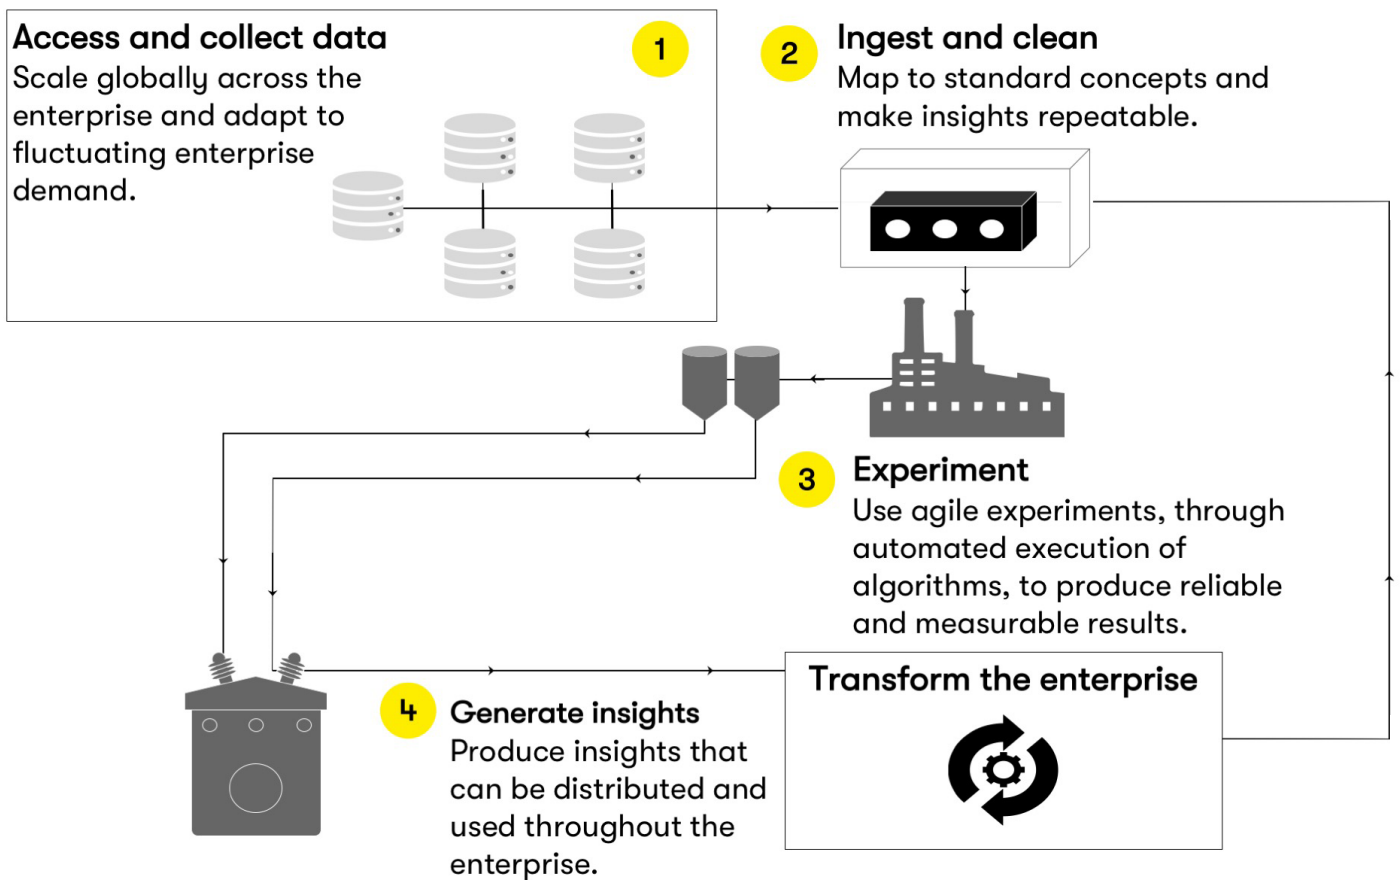 Access and collect data
1
Scale globally across the
enterprise and adapt to
fluctuating enterprise
demand.
2
Ingest and clean
Map to standard concepts and
make insights repeatable.
3
Experiment
Use agile experiments, through
automated execution of
algorithms, to produce reliable
and measurable results.
4
Generate insights
Produce insights that
can be distributed and
used throughout the
enterprise.
Transform the enterprise